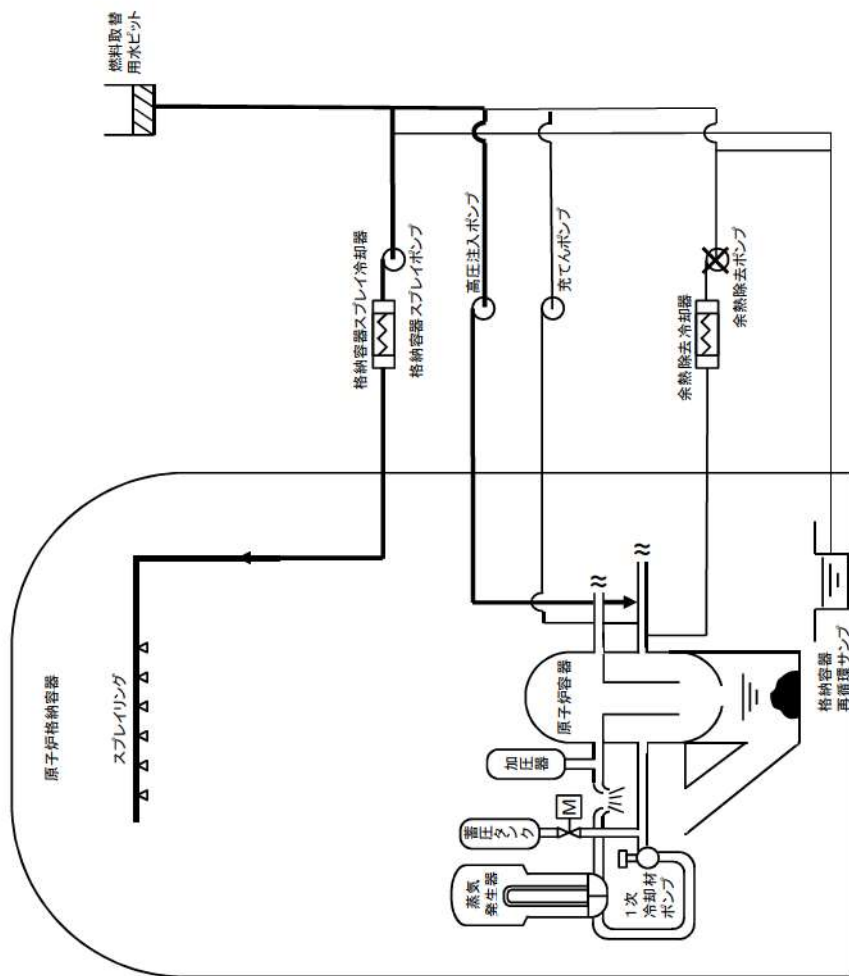 燃料取替
用水ピット
原子炉格納容器
スプレイリング
格納容器スプレイ冷却器
格納容器スプレイポンプ
高圧注入ポンプ
充てんポンプ
余熱除去冷却器
余熱除去ポンプ
原子炉容器
加圧器
蓄圧タンク
M
蒸気
発生器
1次
冷却材
ポンプ
格納容器
再循環サンプ